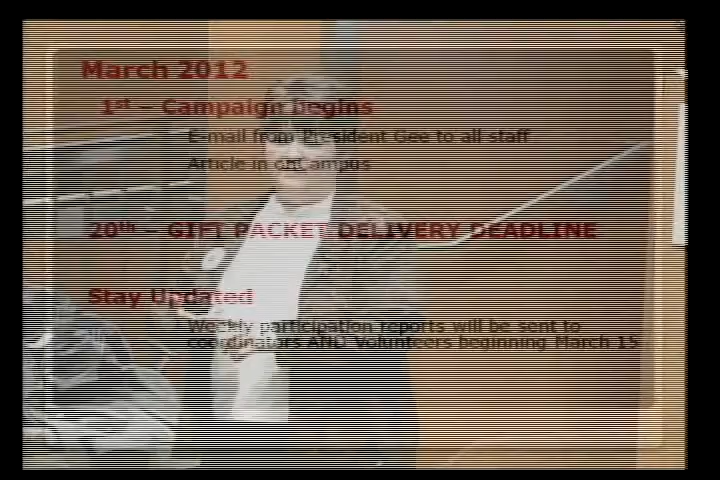 March 2012
1st – Campaign begins
E-mail from President Gee to all staff
Article in onCampus
20th – GIFT PACKET DELIVERY DEADLINE
Stay Updated
Weekly participation reports will be sent to
coordinators AND Volunteers beginning March 15